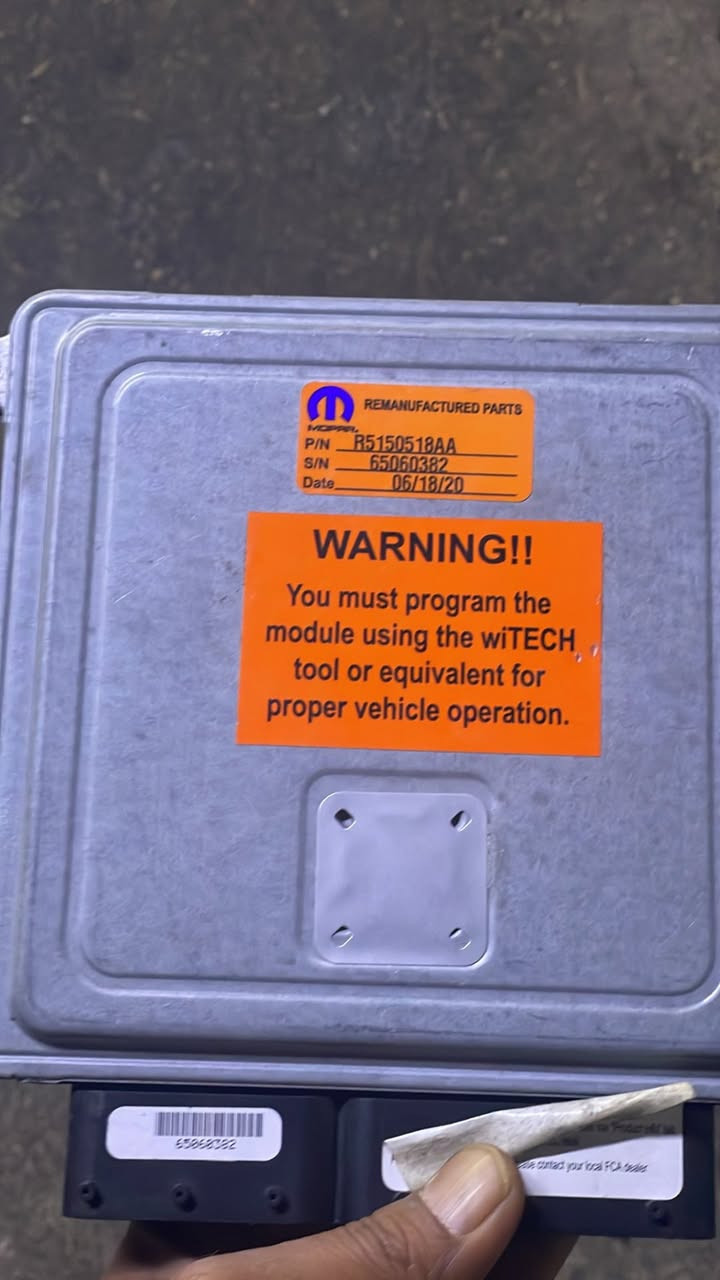 REMANUFACTURED PARTS
MOPAR
P/N R5150518AA
S/N 65060382
Date 06/18/20
WARNING!!
You must program the
module using the wiTECH
tool or equivalent for
proper vehicle operation.
65060382
contact your local FCA dealer